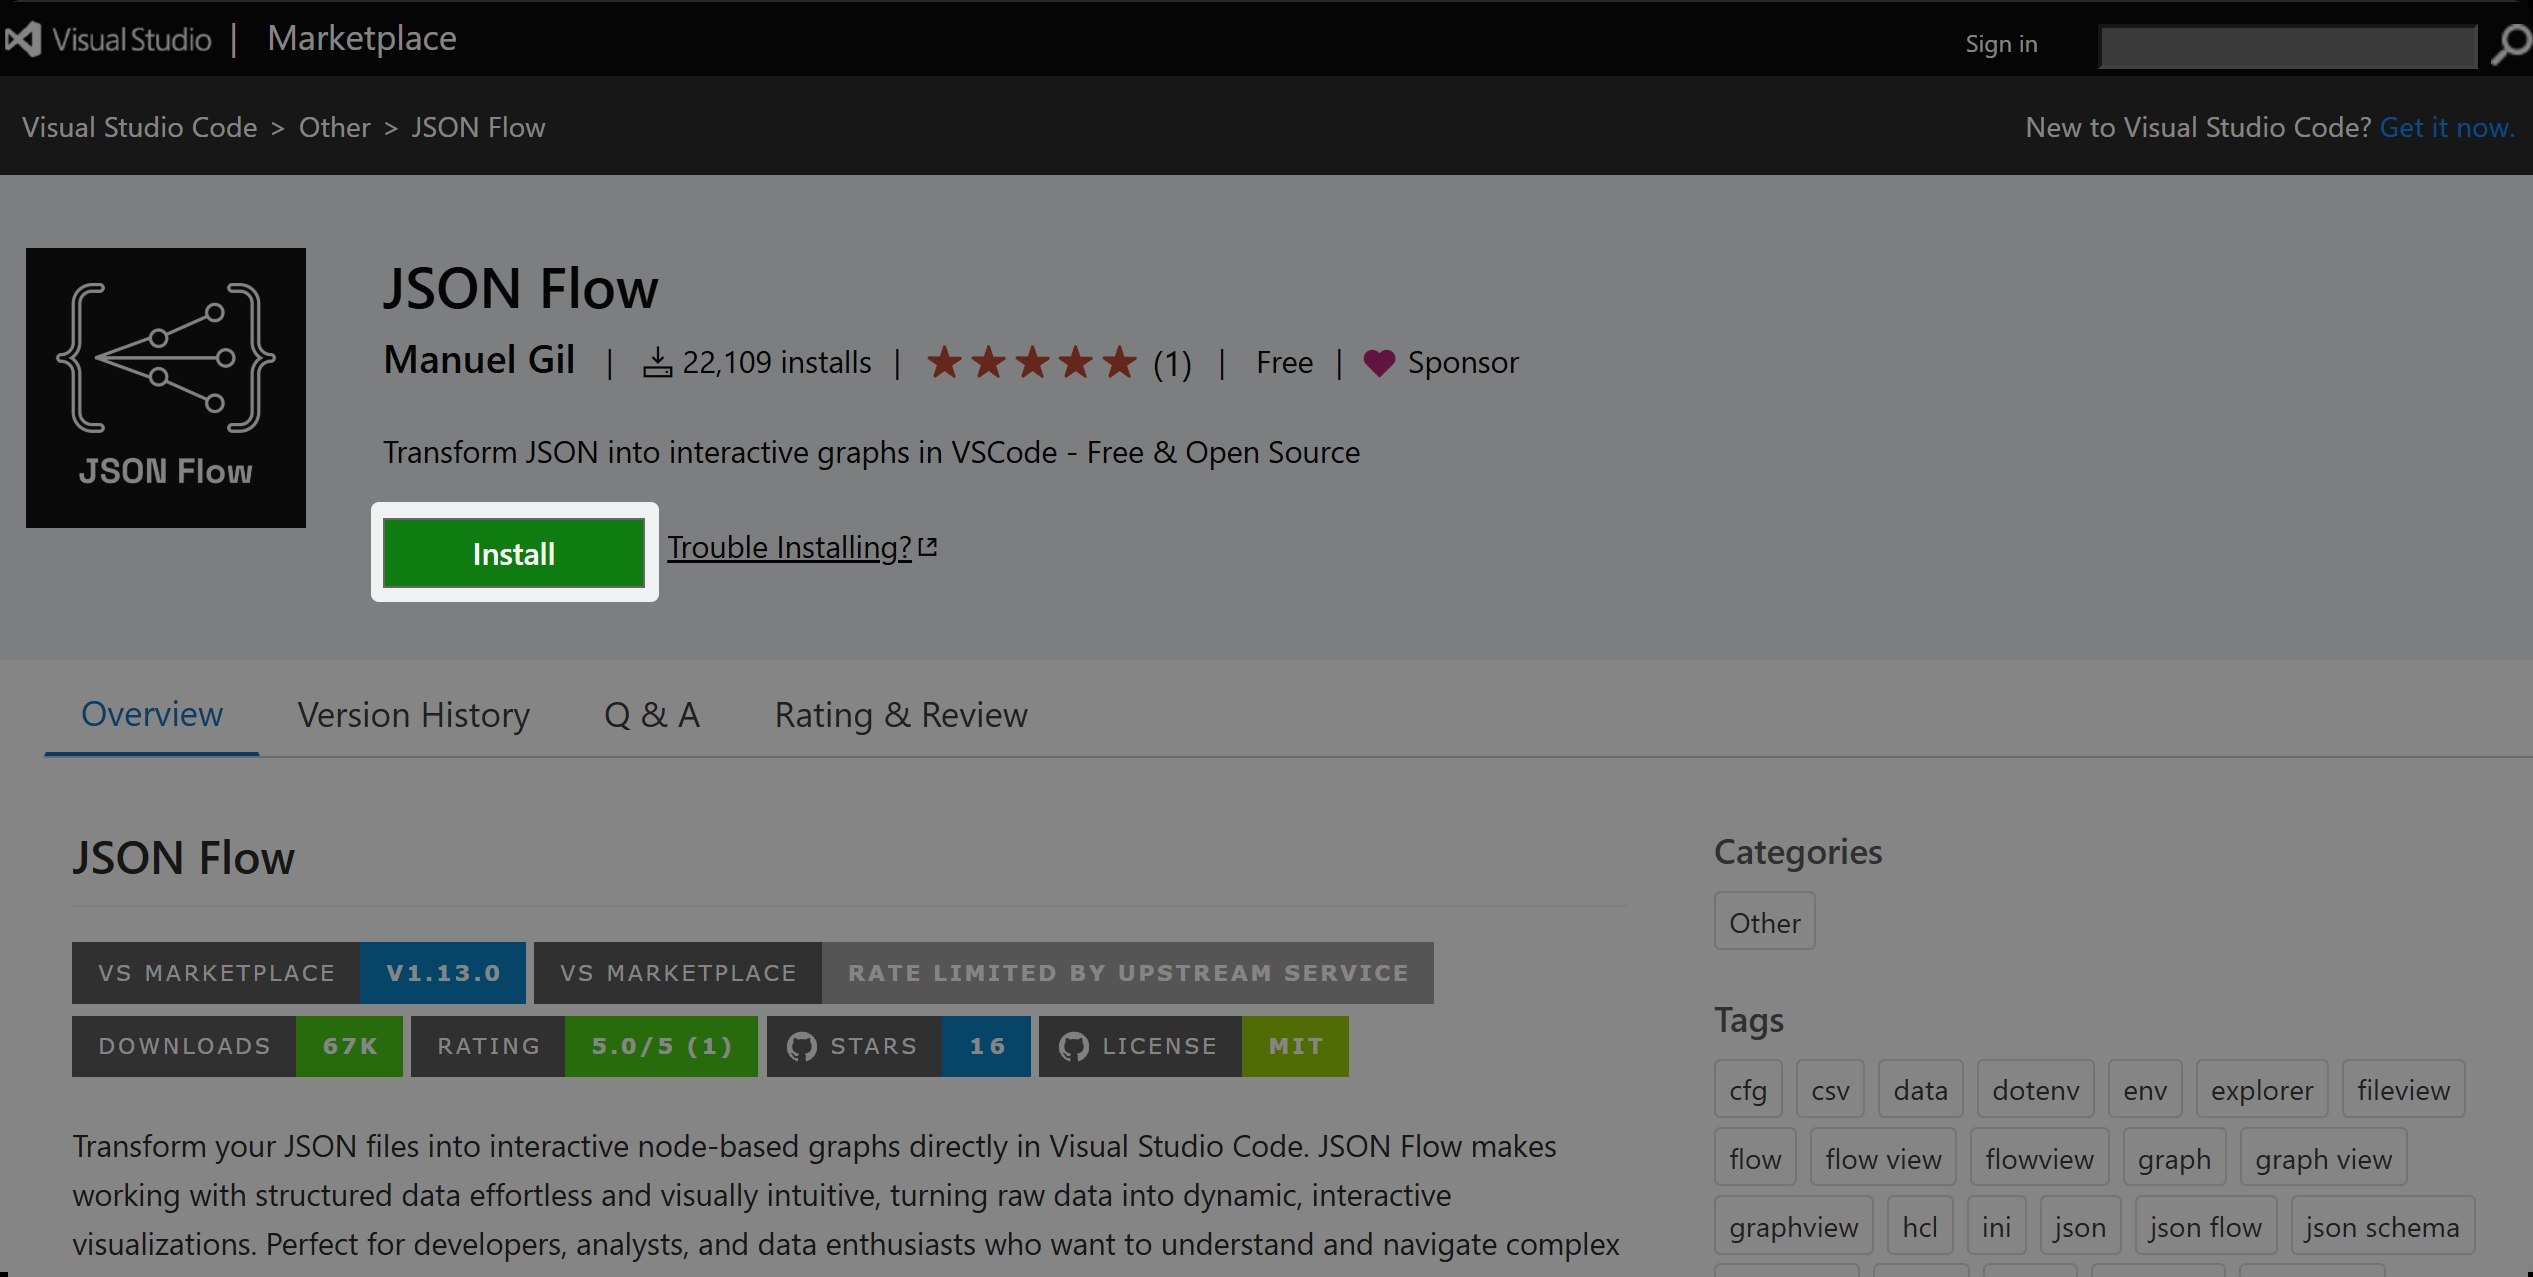 Visual Studio | Marketplace
Sign in
Visual Studio Code > Other > JSON Flow
New to Visual Studio Code? Get it now.
JSON Flow
JSON Flow
Manuel Gil | 22,109 installs | (1) | Free | Sponsor
Transform JSON into interactive graphs in VSCode - Free & Open Source
Install Trouble Installing?
Overview Version History Q & A Rating & Review
JSON Flow
VS MARKETPLACE V1.13.0 VS MARKETPLACE RATE LIMITED BY UPSTREAM SERVICE
DOWNLOADS 67K RATING 5.0/5 (1) STARS 16 LICENSE MIT
Transform your JSON files into interactive node-based graphs directly in Visual Studio Code. JSON Flow makes
working with structured data effortless and visually intuitive, turning raw data into dynamic, interactive
visualizations. Perfect for developers, analysts, and data enthusiasts who want to understand and navigate complex
Categories
Other
Tags
cfg csv data dotenv env explorer fileview
flow flow view flowview graph graph view
graphview hcl ini json json flow json schema